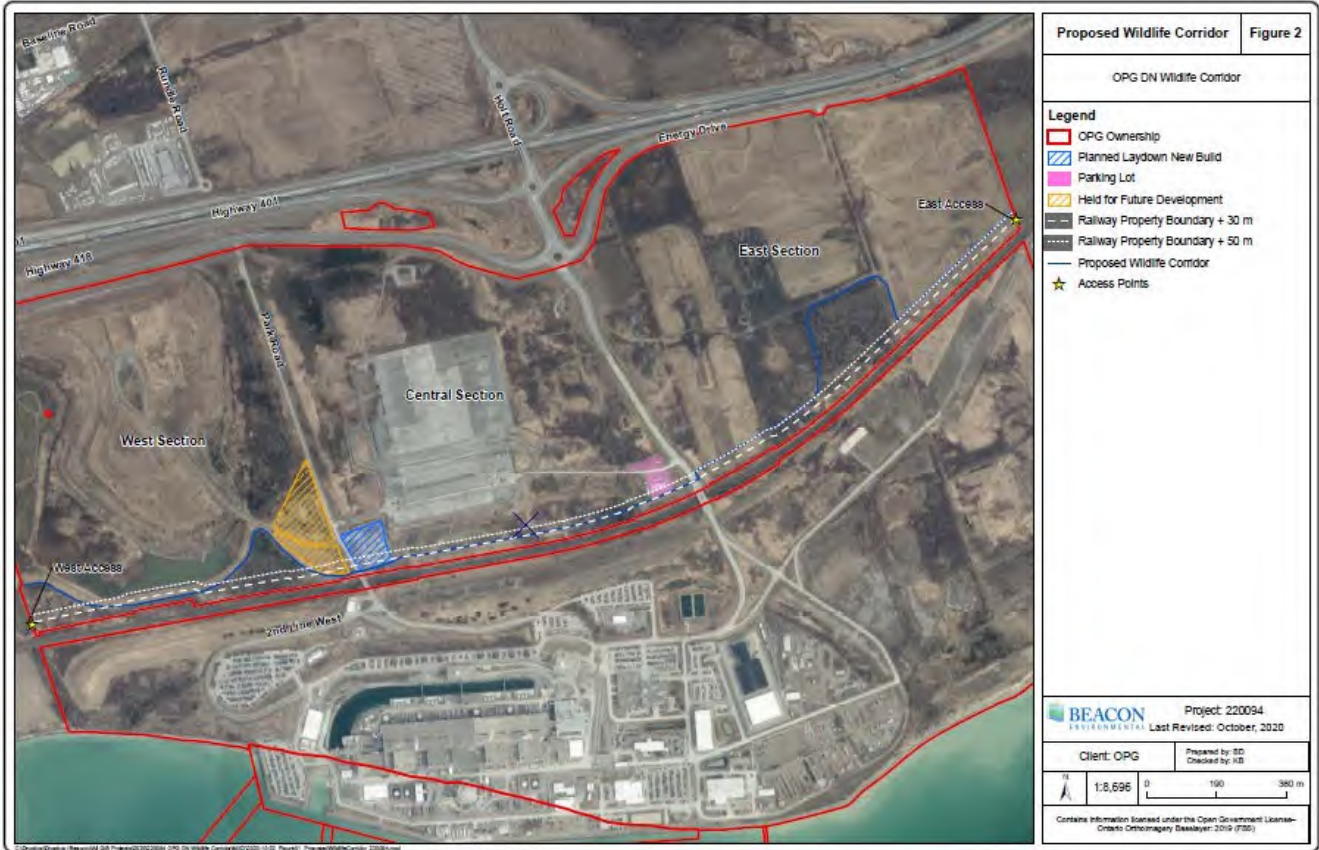 Baseline Road
Rundle Road
Holt Road
Energy Drive
Highway 401
Highway 418
East Access
East Section
Park Road
Central Section
West Section
West Access
2nd Line West
Proposed Wildlife Corridor
Figure 2
OPG DN Wildlife Corridor
Legend
OPG Ownership
Planned Laydown New Build
Parking Lot
Held for Future Development
Railway Property Boundary + 30 m
Railway Property Boundary + 50 m
Proposed Wildlife Corridor
Access Points
BEACON
ENVIRONMENTAL
Project: 220094
Last Revised: October, 2020
Client: OPG
Prepared by: BD
Checked by: KB
N
1:8,696
0 190 380 m
Contains information licensed under the Open Government License–
Ontario Orthoimagery Baselayer: 2019 (FBS)